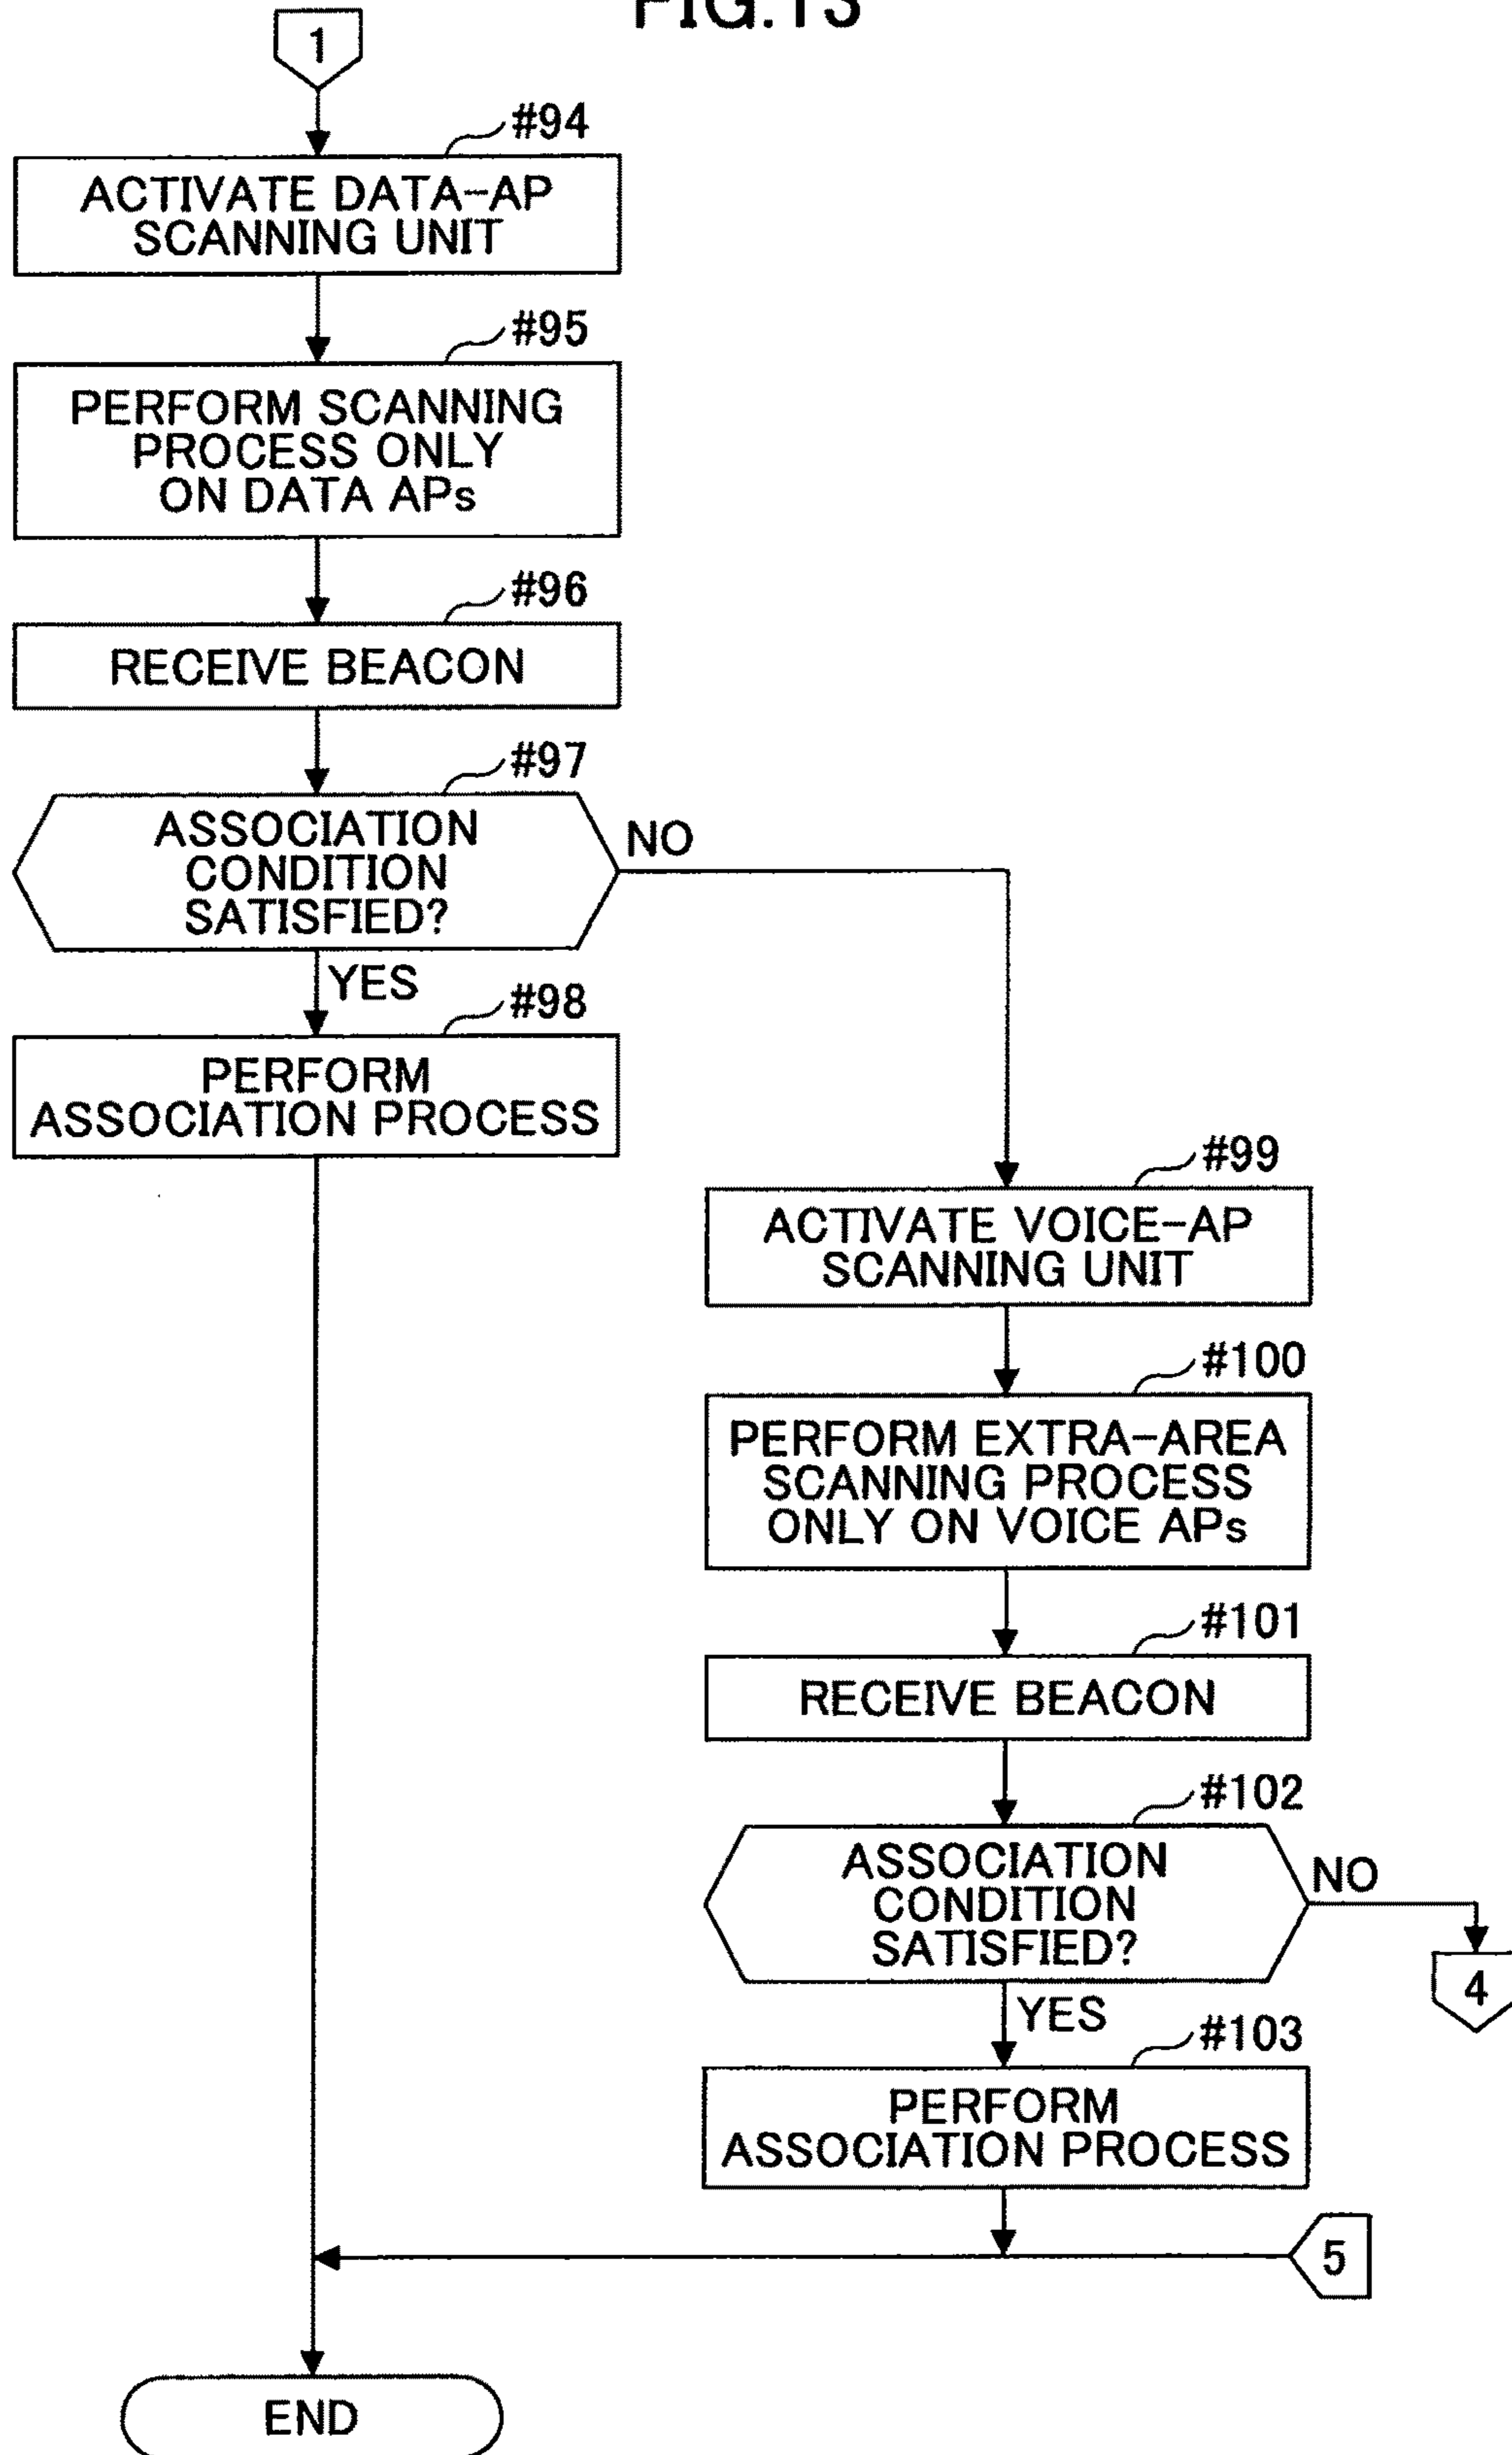 FIG.13
1
#94
ACTIVATE DATA-AP
SCANNING UNIT
#95
PERFORM SCANNING
PROCESS ONLY
ON DATA APs
#96
RECEIVE BEACON
#97
ASSOCIATION
CONDITION
SATISFIED?
NO
YES
#98
PERFORM
ASSOCIATION PROCESS
#99
ACTIVATE VOICE-AP
SCANNING UNIT
#100
PERFORM EXTRA-AREA
SCANNING PROCESS
ONLY ON VOICE APs
#101
RECEIVE BEACON
#102
ASSOCIATION
CONDITION
SATISFIED?
NO
4
YES
#103
PERFORM
ASSOCIATION PROCESS
5
END